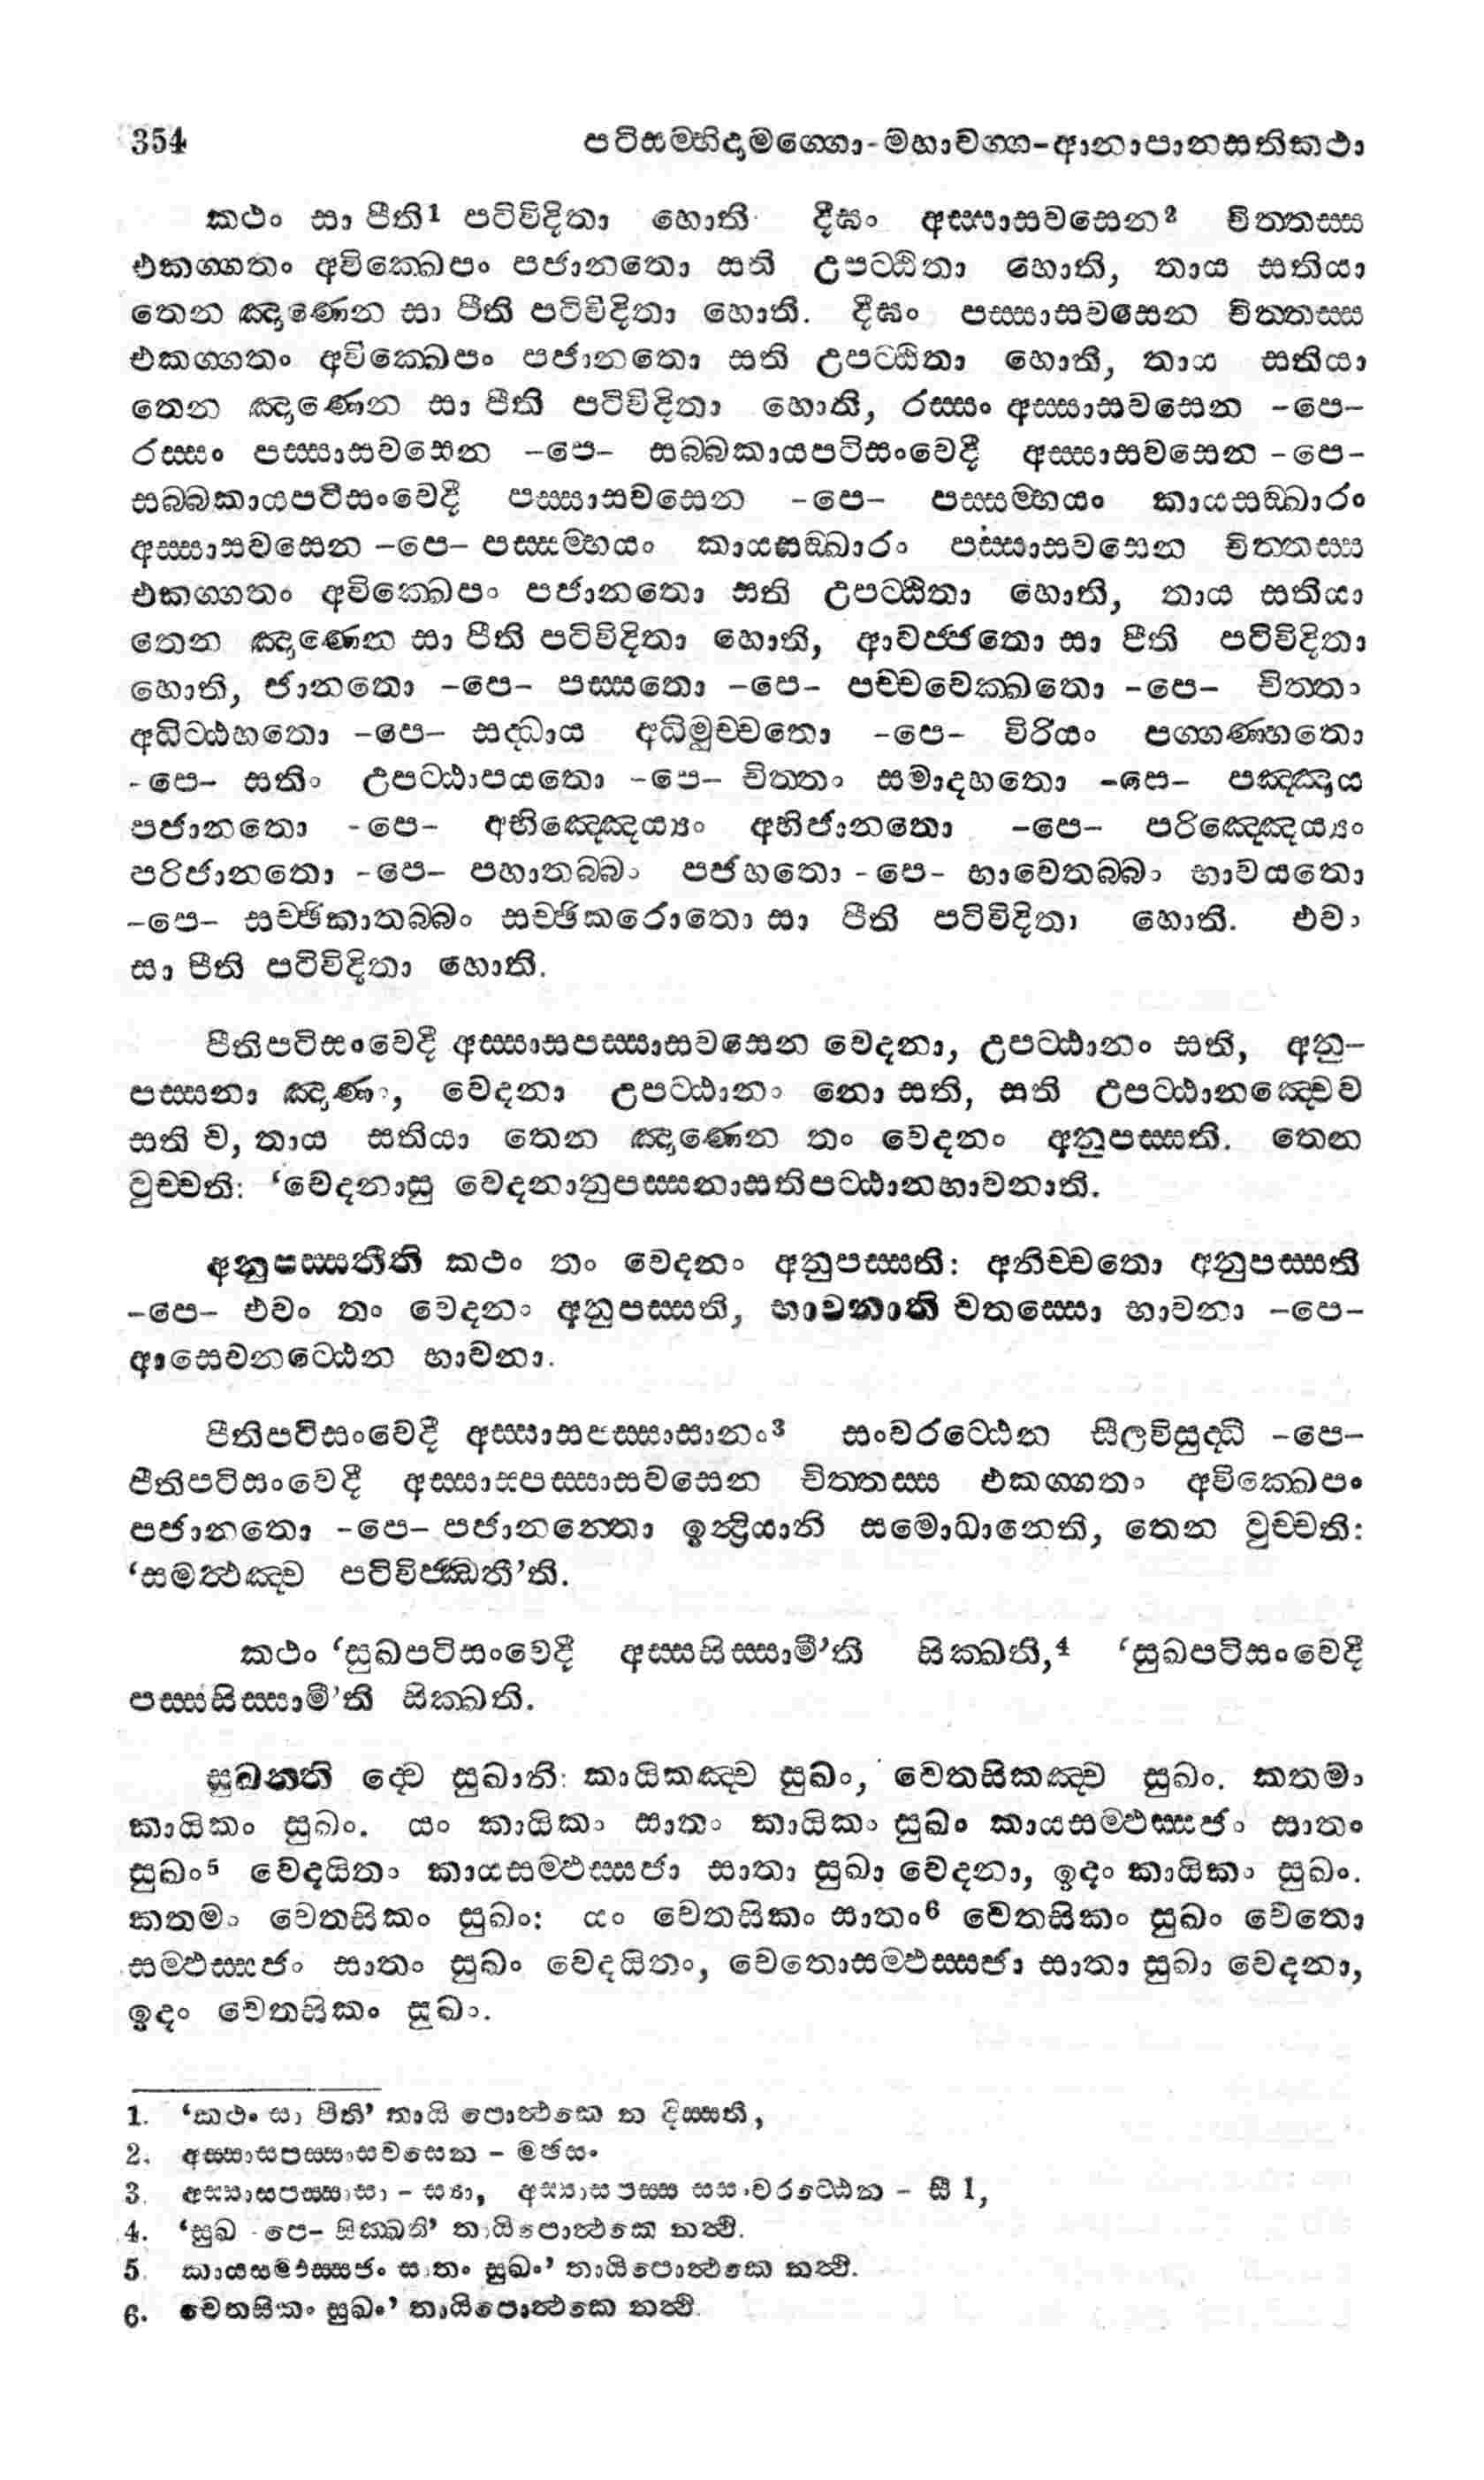 354 පටිසම්භිදාමග්ගො-මහාවග්ග-ආනාපානසතිකථා
කථං සා පීති1 පටිවිදිතා හොති දීඝං අස්සාසවසෙන2 චිත්තස්ස
එකග්ගතං අවික්ඛෙපං පජානතො සති උපට්ඨිතා හොති, තාය සතියා
තෙන ඤාණෙන සා පීති පටිවිදිතා හොති. දීඝං පස්සාසවසෙන චිත්තස්ස
එකග්ගතං අවික්ඛෙපං පජානතො සති උපට්ඨිතා හොති, තාය සතියා
තෙන ඤාණෙන සා පීති පටිවිදිතා හොති, රස්සං අස්සාසවසෙන -පෙ-
රස්සං පස්සාසවසෙන -පෙ- සබ්බකායපටිසංවෙදී අස්සාසවසෙන -පෙ-
සබ්බකායපටිසංවෙදී පස්සාසවසෙන -පෙ- පස්සම්භයං කායසඞ්ඛාරං
අස්සාසවසෙන -පෙ- පස්සම්භයං කායසඞ්ඛාරං පස්සාසවසෙන චිත්තස්ස
එකග්ගතං අවික්ඛෙපං පජානතො සති උපට්ඨිතා හොති, තාය සතියා
තෙන ඤාණෙන සා පීති පටිවිදිතා හොති, ආවජ්ජතො සා පීති පටිවිදිතා
හොති, ජානතො -පෙ- පස්සතො -පෙ- පච්චවෙක්ඛතො -පෙ- චිත්තං
අධිට්ඨහතො -පෙ- සද්ධාය අධිමුච්චතො -පෙ- විරියං පග්ගණ්හතො
-පෙ- සතිං උපට්ඨාපයතො -පෙ- චිත්තං සමාදහතො -පෙ- පඤ්ඤාය
පජානතො -පෙ- අභිඤ්ඤෙය්‍යං අභිජානතො -පෙ- පරිඤ්ඤෙය්‍යං
පරිජානතො -පෙ- පහාතබ්බං පජහතො -පෙ- භාවෙතබ්බං භාවයතො
-පෙ- සච්ඡිකාතබ්බං සච්ඡිකරොතො සා පීති පටිවිදිතා හොති. එවං
සා පීති පටිවිදිතා හොති.
පීතිපටිසංවෙදී අස්සාසපස්සාසවසෙන වෙදනා, උපට්ඨානං සති, අනු-
පස්සනා ඤාණං, වෙදනා උපට්ඨානං නො සති, සති උපට්ඨානඤ්චෙව
සති ච, තාය සතියා තෙන ඤාණෙන තං වෙදනං අනුපස්සති. තෙන
වුච්චති: ‘වෙදනාසු වෙදනානුපස්සනාසතිපට්ඨානභාවනාති.
අනුපස්සතීති කථං තං වෙදනං අනුපස්සති: අනිච්චතො අනුපස්සති
-පෙ- එවං තං වෙදනං අනුපස්සති, භාවනාති චතස්සො භාවනා -පෙ-
ආසෙවනට්ඨෙන භාවනා.
පීතිපටිසංවෙදී අස්සාසපස්සාසානං3 සංවරට්ඨෙන සීලවිසුද්ධි -පෙ-
පීතිපටිසංවෙදී අස්සාසපස්සාසවසෙන චිත්තස්ස එකග්ගතං අවික්ඛෙපං
පජානතො -පෙ- පජානන්තො ඉන්ද්‍රියානි සමොධානෙති, තෙන වුච්චති:
‘සමත්ථඤ්ච පටිවිජ්ඣතී’ති.
කථං ‘සුඛපටිසංවෙදී අස්සසිස්සාමී’ති සික්ඛති,4 ‘සුඛපටිසංවෙදී
පස්සසිස්සාමී’ති සික්ඛති.
සුඛන්ති ද්වෙ සුඛානි: කායිකඤ්ච සුඛං, චෙතසිකඤ්ච සුඛං. කතමං
කායිකං සුඛං. යං කායිකං සාතං කායිකං සුඛං කායසම්ඵස්සජං සාතං
සුඛං5 වෙදයිතං කායසම්ඵස්සජා සාතා සුඛා වෙදනා, ඉදං කායිකං සුඛං.
කතමං චෙතසිකං සුඛං: යං චෙතසිකං සාතං6 චෙතසිකං සුඛං චෙතො
සම්ඵස්සජං සාතං සුඛං වෙදයිතං, චෙතොසම්ඵස්සජා සාතා සුඛා වෙදනා,
ඉදං චෙතසිකං සුඛං.
1. ‘කථං සා පීති’ තායි පොත්ථකෙ න දිස්සති,
2. අස්සාසපස්සාසවසෙන - මජසං
3. අස්සාසපස්සාසා - ස්‍යා, අස්සාස පස්ස සසංවරට්ඨෙන - සී 1,
4. ‘සුඛ -පෙ- සික්ඛති’ තායිපොත්ථකෙ නත්ථි.
5. කායසම්ඵස්සජං සාතං සුඛං’ තායිපොත්ථකෙ නත්ථි.
6. චෙතසිකං සුඛං’ තායිපොත්ථකෙ නත්ථි.